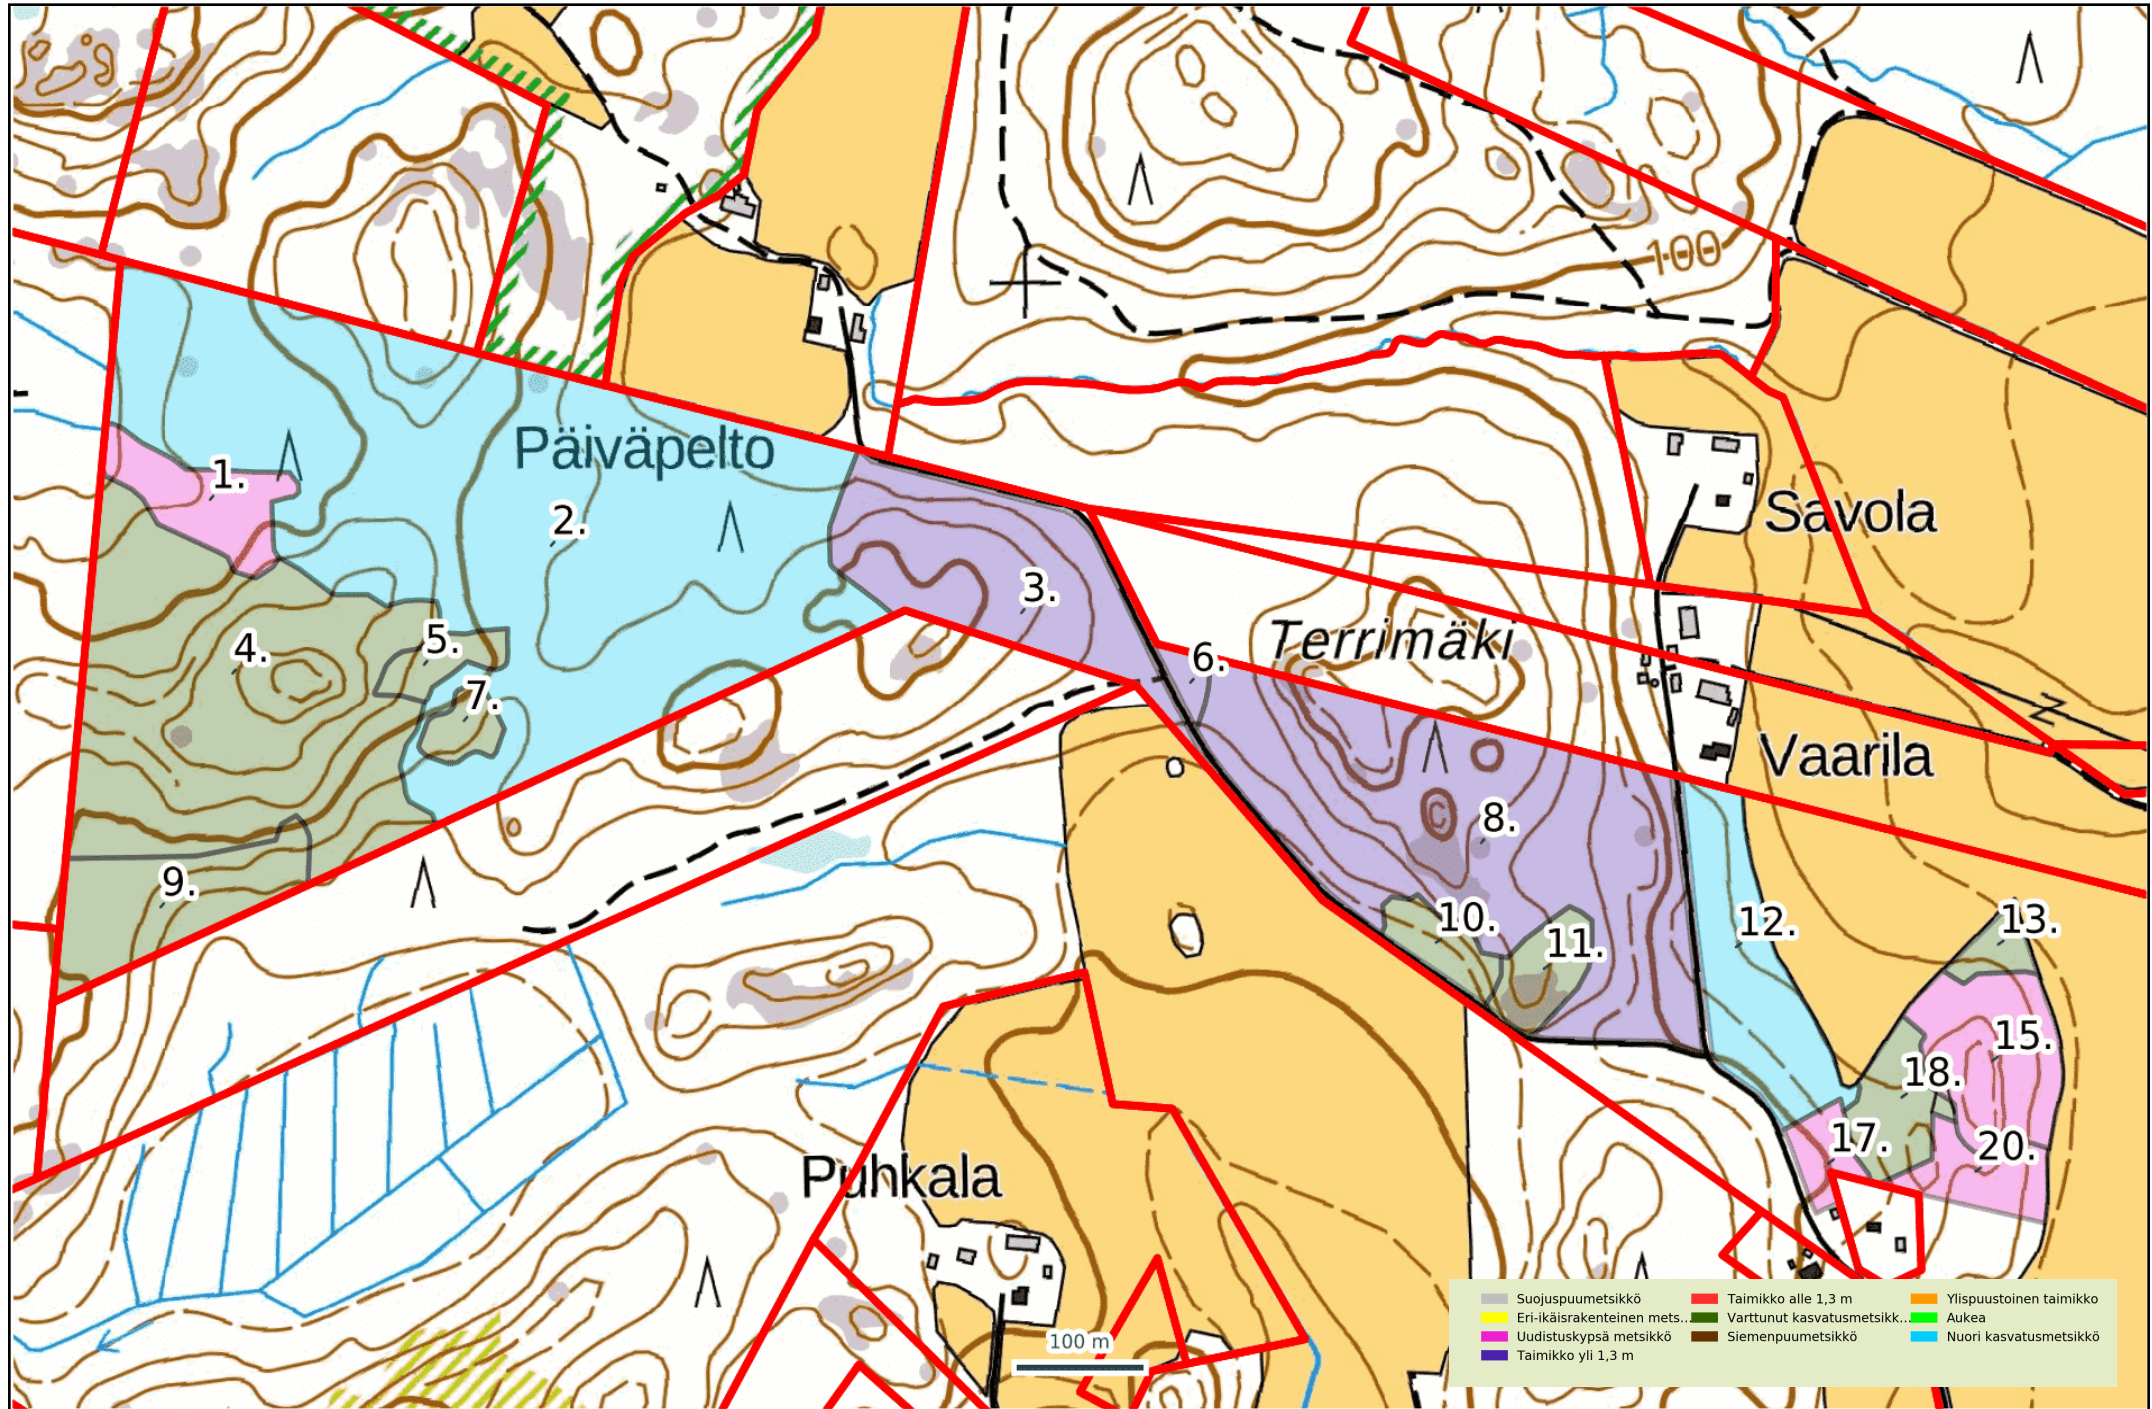 100
Päiväpelto
1.
2.
Savola
3.
4.
5.
6.
Terrimäki
7.
Vaarila
8.
9.
10.
11.
12.
13.
15.
18.
17.
20.
Puhkala
100 m
Suojuspuumetsikkö
Taimikko alle 1,3 m
Ylispuustoinen taimikko
Eri-ikäisrakenteinen mets...
Varttunut kasvatusmetsikk...
Aukea
Uudistuskypsä metsikkö
Siemenpuumetsikkö
Nuori kasvatusmetsikkö
Taimikko yli 1,3 m